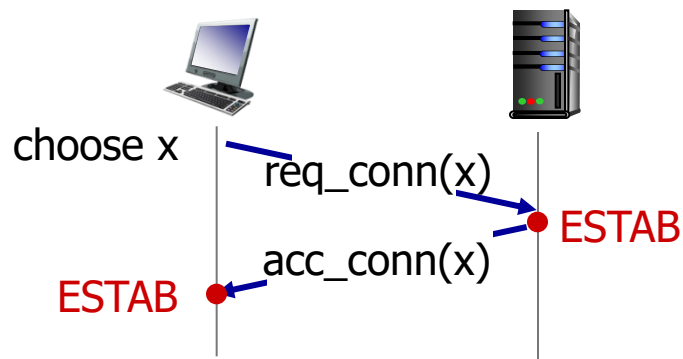 choose x
req_conn(x)
ESTAB
acc_conn(x)
ESTAB